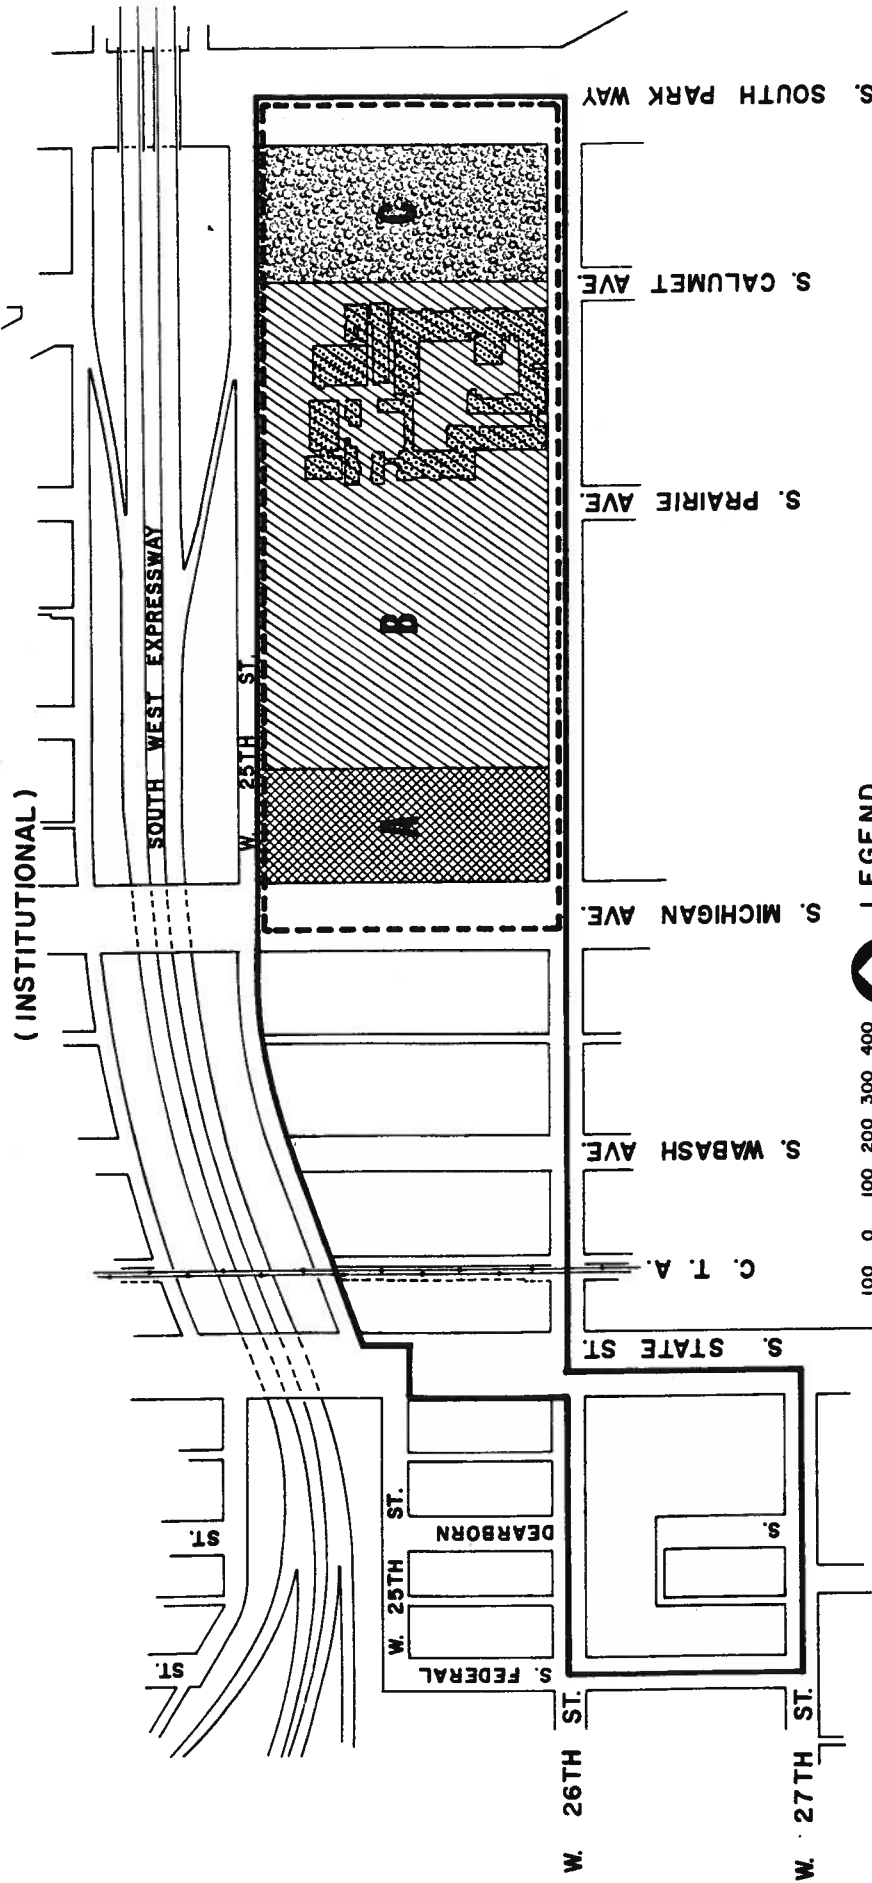 (INSTITUTIONAL)
SOUTH WEST EXPRESSWAY
W. 25TH ST.
A
B
C
S. SOUTH PARK WAY
S. CALUMET AVE.
S. PRAIRIE AVE.
S. MICHIGAN AVE.
S. WABASH AVE.
C. T. A.
S. STATE ST.
ST.
ST.
W. 25TH ST.
DEARBORN
S.
S. FEDERAL
W. 26TH ST.
W. 27TH ST.
100 0 100 200 300 400
LEGEND